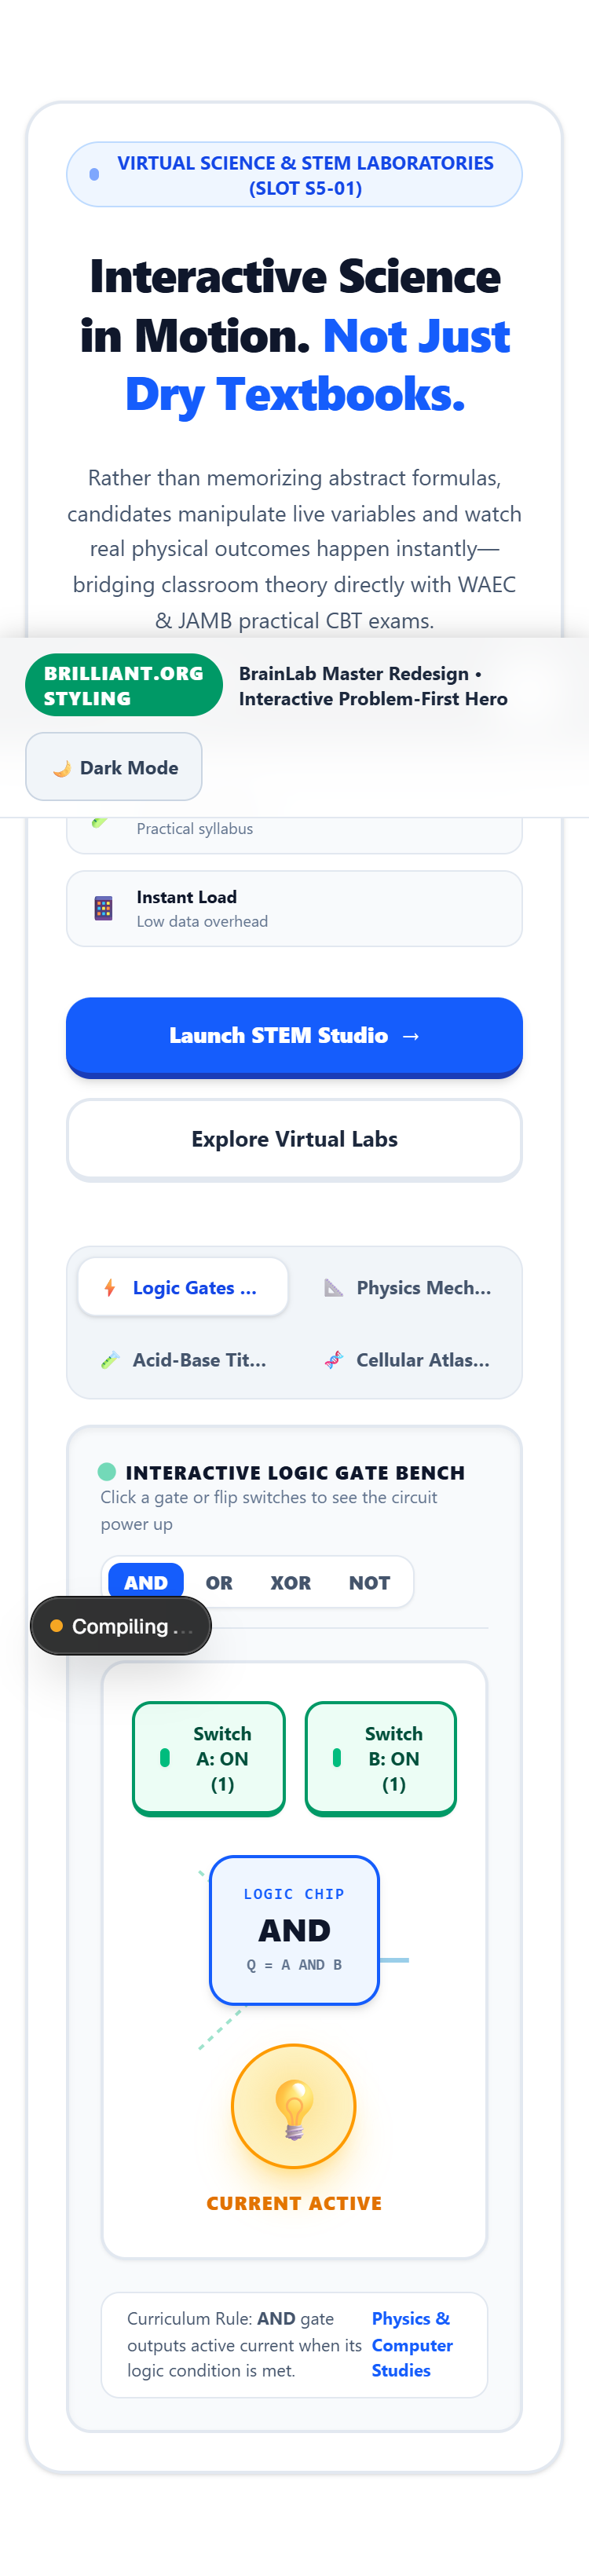 VIRTUAL SCIENCE & STEM LABORATORIES
(SLOT S5-01)
Interactive Science
in Motion. Not Just
Dry Textbooks.
Rather than memorizing abstract formulas,
candidates manipulate live variables and watch
real physical outcomes happen instantly—
bridging classroom theory directly with WAEC
& JAMB practical CBT exams.
BRILLIANT.ORG
STYLING
BrainLab Master Redesign •
Interactive Problem-First Hero
🌙 Dark Mode
Practical syllabus
Instant Load
Low data overhead
Launch STEM Studio →
Explore Virtual Labs
Logic Gates ...
Physics Mech...
Acid-Base Tit...
Cellular Atlas...
INTERACTIVE LOGIC GATE BENCH
Click a gate or flip switches to see the circuit
power up
AND OR XOR NOT
Compiling ...
Switch
A: ON
(1)
Switch
B: ON
(1)
LOGIC CHIP
AND
Q = A AND B
CURRENT ACTIVE
Curriculum Rule: AND gate
outputs active current when its
logic condition is met.
Physics &
Computer
Studies